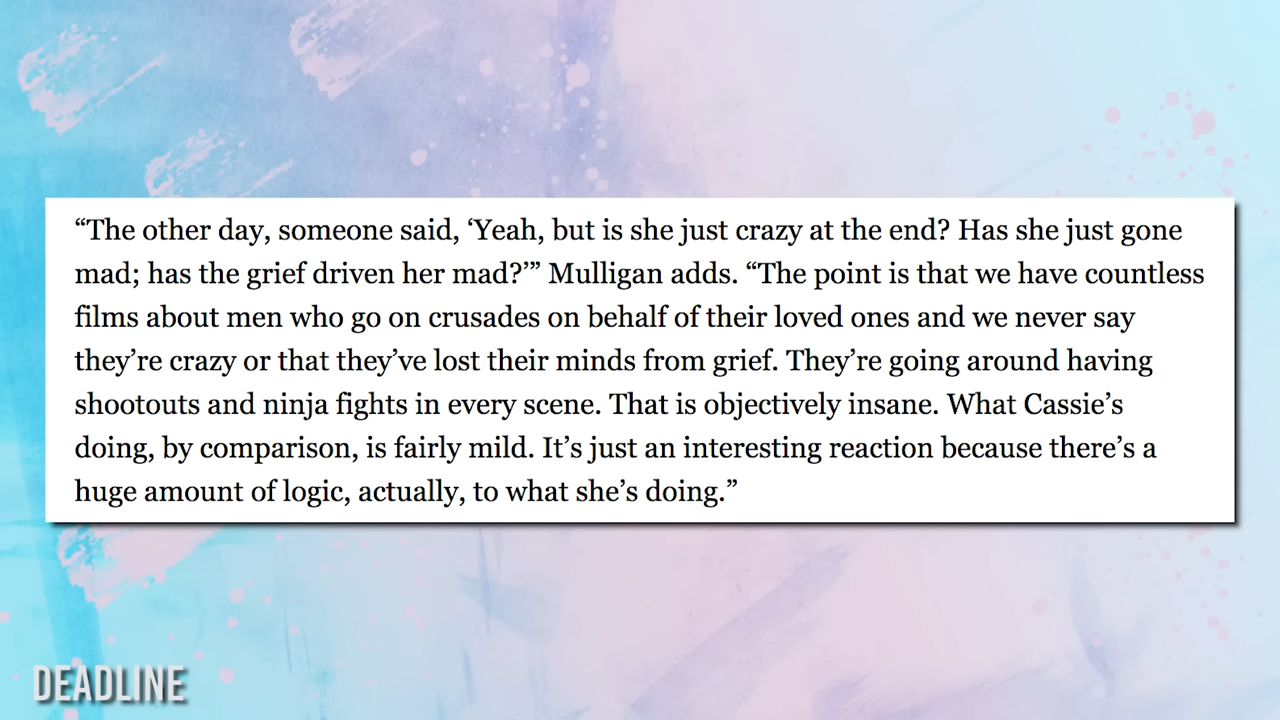 “The other day, someone said, ‘Yeah, but is she just crazy at the end? Has she just gone
mad; has the grief driven her mad?’” Mulligan adds. “The point is that we have countless
films about men who go on crusades on behalf of their loved ones and we never say
they’re crazy or that they’ve lost their minds from grief. They’re going around having
shootouts and ninja fights in every scene. That is objectively insane. What Cassie’s
doing, by comparison, is fairly mild. It’s just an interesting reaction because there’s a
huge amount of logic, actually, to what she’s doing.”
DEADLINE